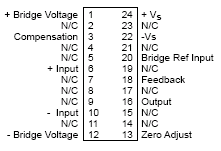 + Bridge Voltage 1 24 + Vs
N/C 2 23 N/C
Compensation 3 22 -Vs
N/C 4 21 N/C
N/C 5 20 Bridge Ref Input
+ Input 6 19 N/C
N/C 7 18 Feedback
N/C 8 17 N/C
N/C 9 16 Output
- Input 10 15 N/C
N/C 11 14 N/C
- Bridge Voltage 12 13 Zero Adjust